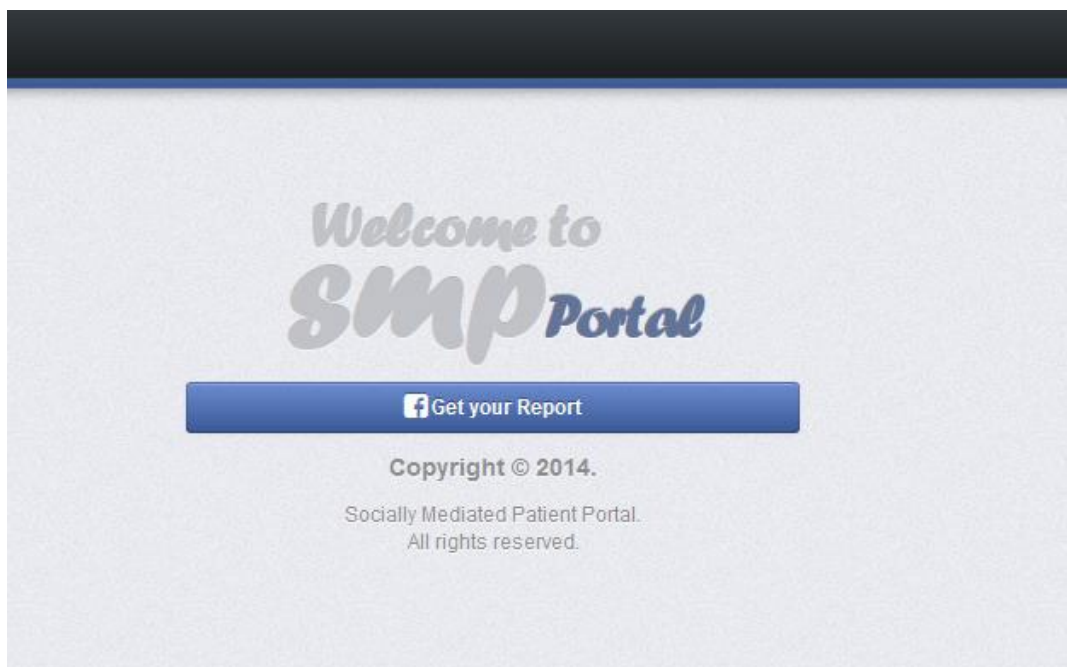 Welcome to
SMP Portal
Get your Report
Copyright © 2014.
Socially Mediated Patient Portal.
All rights reserved.